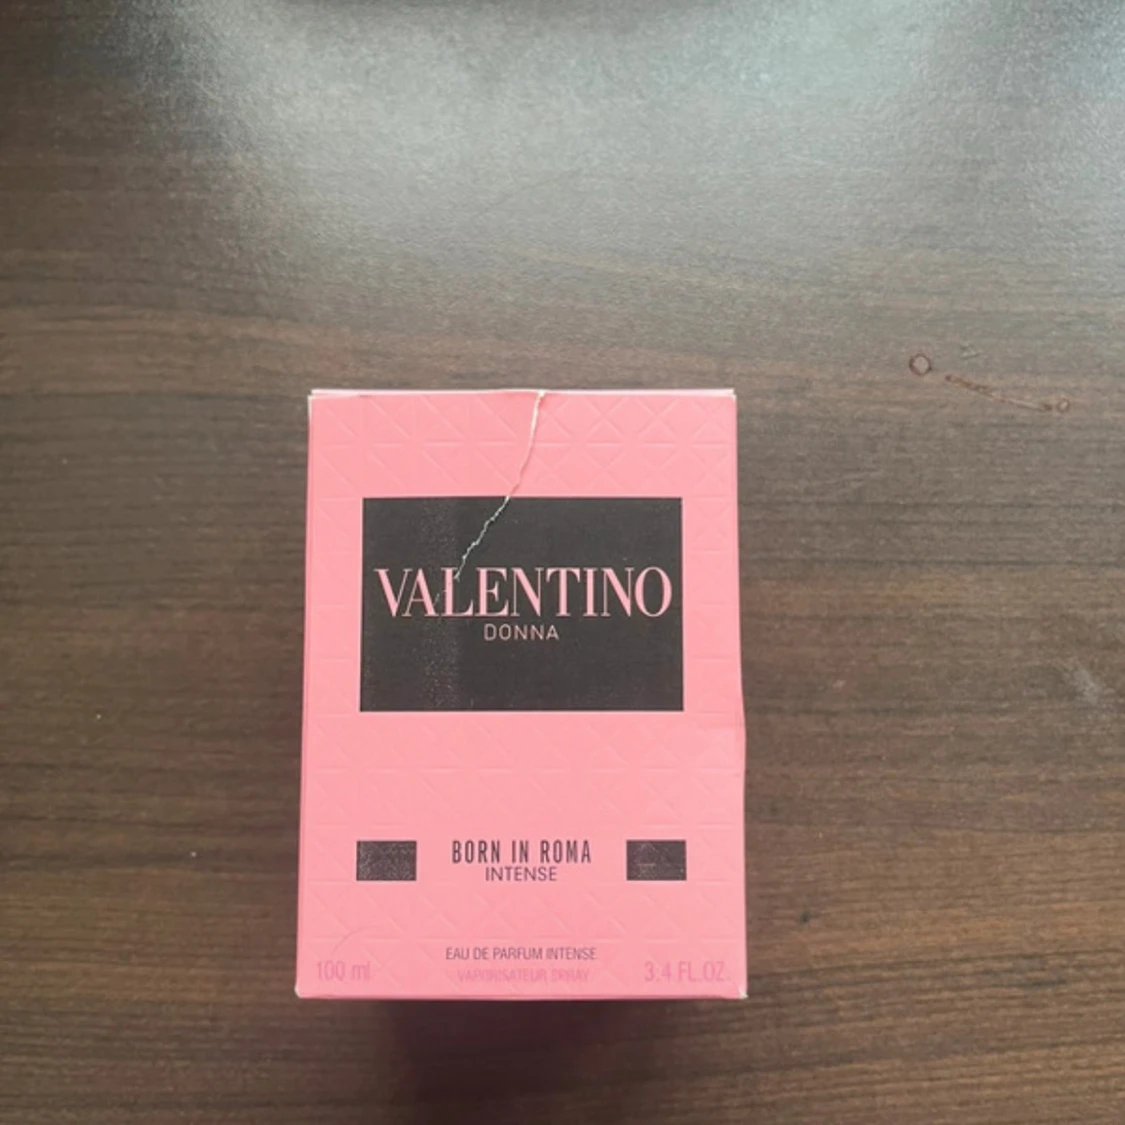 VALENTINO
DONNA
BORN IN ROMA
INTENSE
EAU DE PARFUM INTENSE
100 ml VAPORISATEUR SPRAY 3.4 FL.OZ.